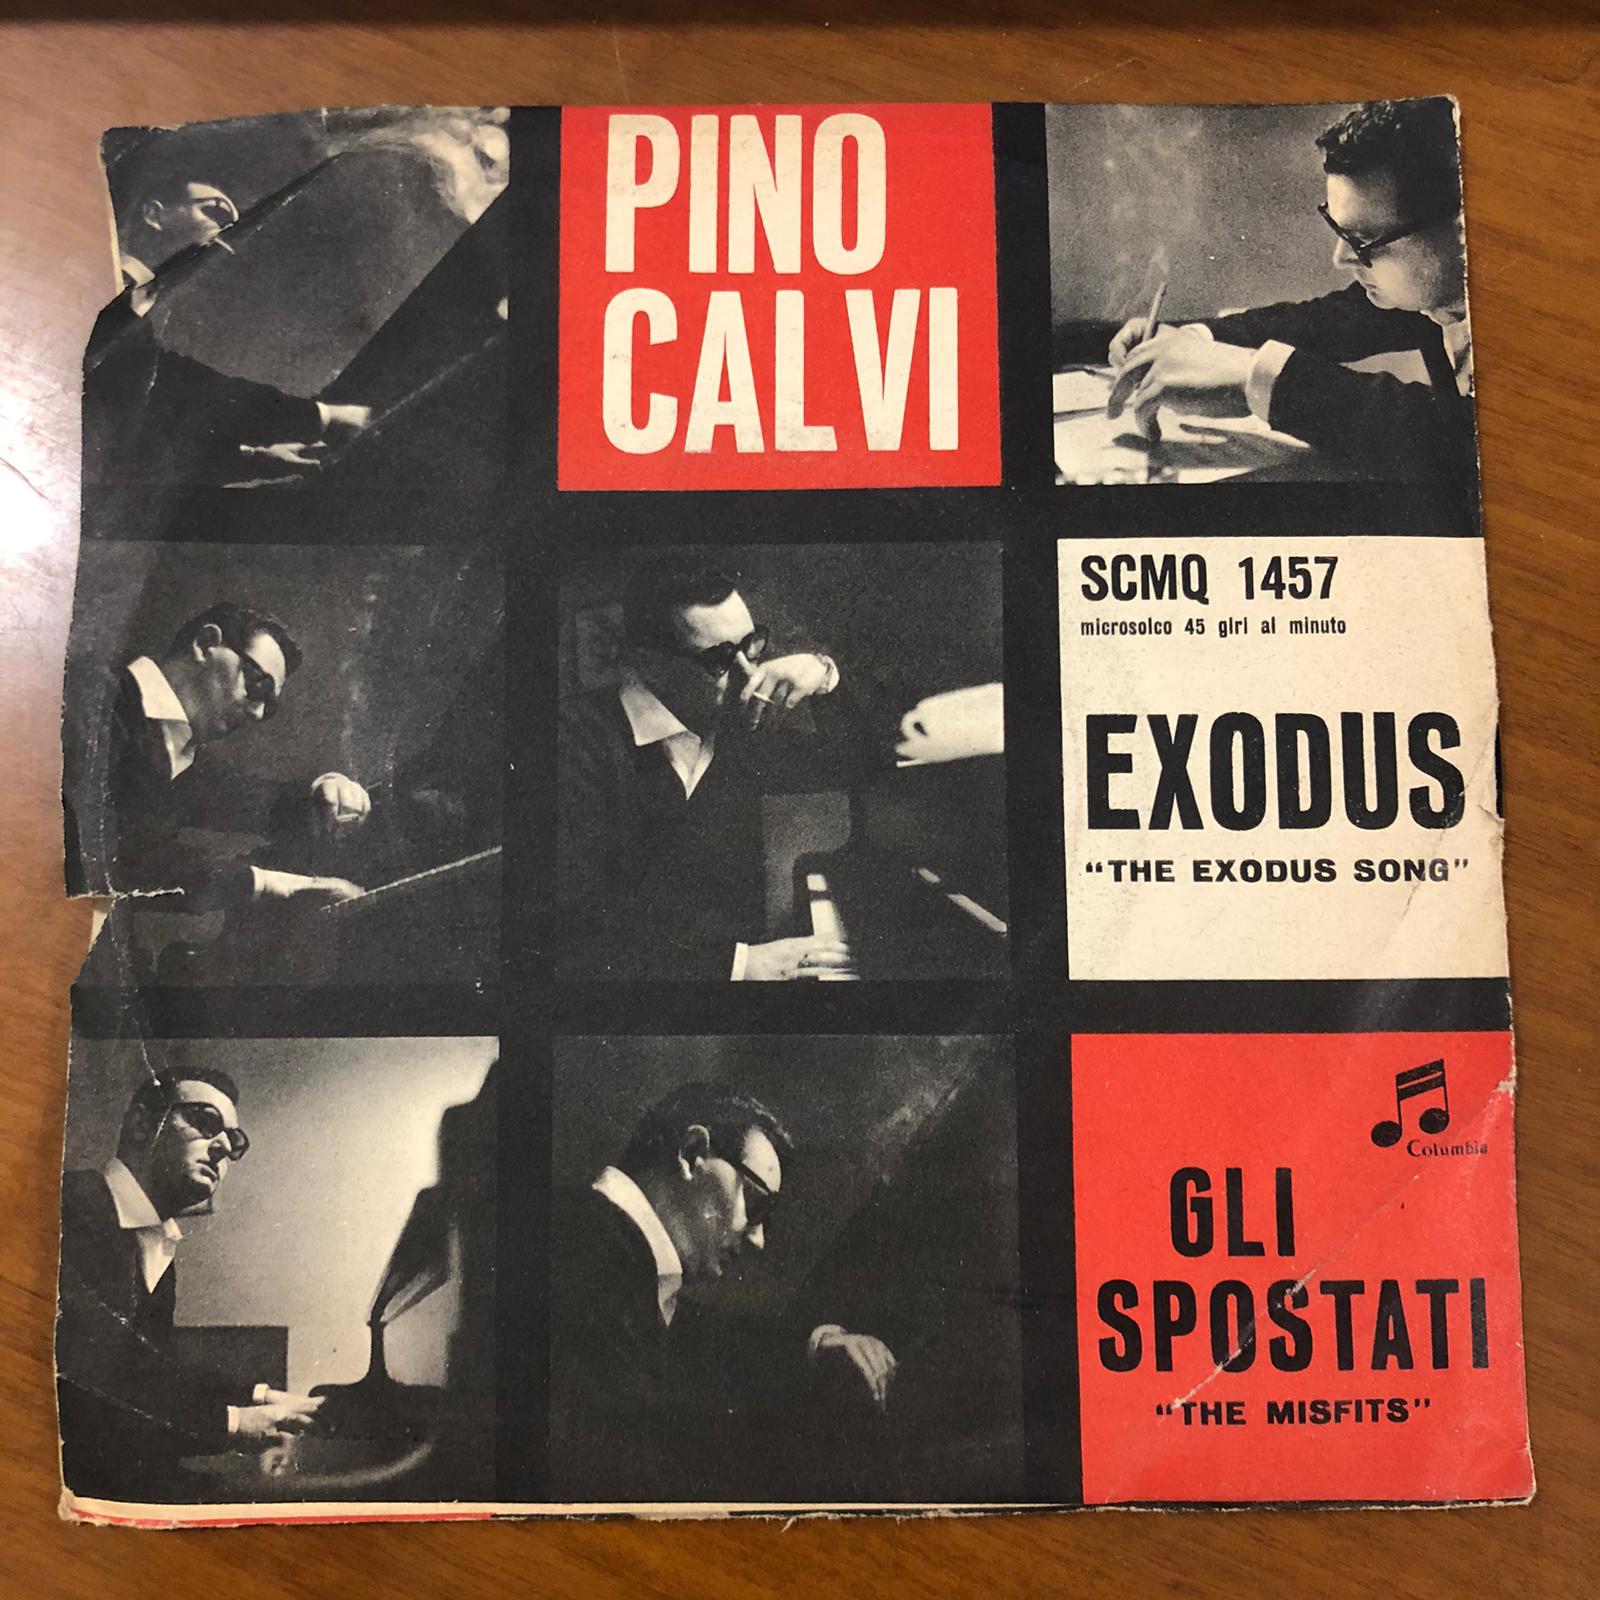 PINO
CALVI
SCMQ 1457
microsolco 45 giri al minuto
EXODUS
"THE EXODUS SONG"
Columbia
GLI
SPOSTATI
"THE MISFITS"